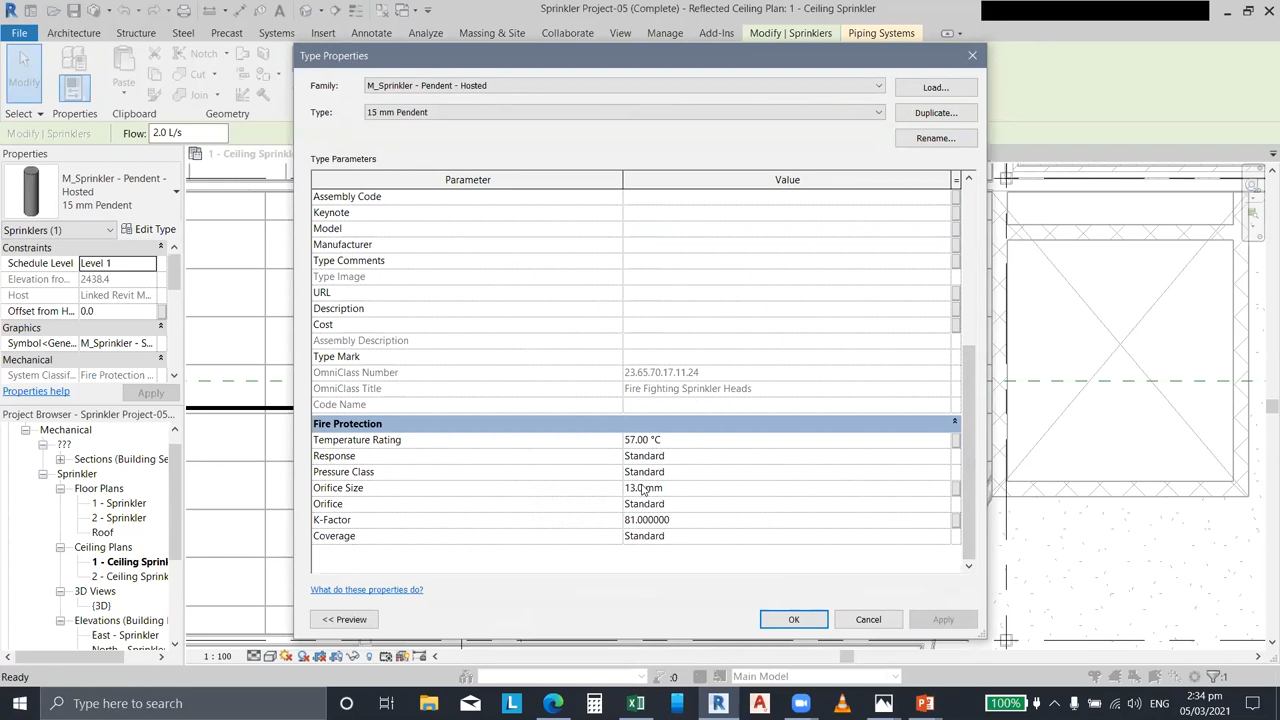 Sprinkler Project-05 (Complete) - Reflected Ceiling Plan: 1 - Ceiling Sprinkler
File Architecture Structure Steel Precast Systems Insert Annotate Analyze Massing & Site Collaborate View Manage Add-Ins Modify | Sprinklers Piping Systems
Modify
Paste
Notch
Cut
Join
Select Properties Clipboard Geometry
Modify | Sprinklers Flow: 2.0 L/s
Properties
M_Sprinkler - Pendent - Hosted
15 mm Pendent
Sprinklers (1) Edit Type
Constraints
Schedule Level Level 1
Elevation from... 2438.4
Host Linked Revit M...
Offset from H... 0.0
Graphics
Symbol<Gene... M_Sprinkler - S...
Mechanical
System Classif... Fire Protection
Properties help Apply
Project Browser - Sprinkler Project-05...
Mechanical
???
Sections (Building Se
Sprinkler
Floor Plans
1 - Sprinkler
2 - Sprinkler
Roof
Ceiling Plans
1 - Ceiling Sprink
2 - Ceiling Sprink
3D Views
{3D}
Elevations (Building
East - Sprinkler
North - Sprinkler
1 - Ceiling Sprinkl
Type Properties
Family: M_Sprinkler - Pendent - Hosted Load...
Type: 15 mm Pendent Duplicate...
Rename...
Type Parameters
Parameter Value =
Assembly Code
Keynote
Model
Manufacturer
Type Comments
Type Image
URL
Description
Cost
Assembly Description
Type Mark
OmniClass Number 23.65.70.17.11.24
OmniClass Title Fire Fighting Sprinkler Heads
Code Name
Fire Protection
Temperature Rating 57.00 °C
Response Standard
Pressure Class Standard
Orifice Size 13.0 mm
Orifice Standard
K-Factor 81.000000
Coverage Standard
What do these properties do?
<< Preview OK Cancel Apply
1 : 100
Ready :0 Main Model :1
Type here to search 100% ENG 2:34 pm
05/03/2021